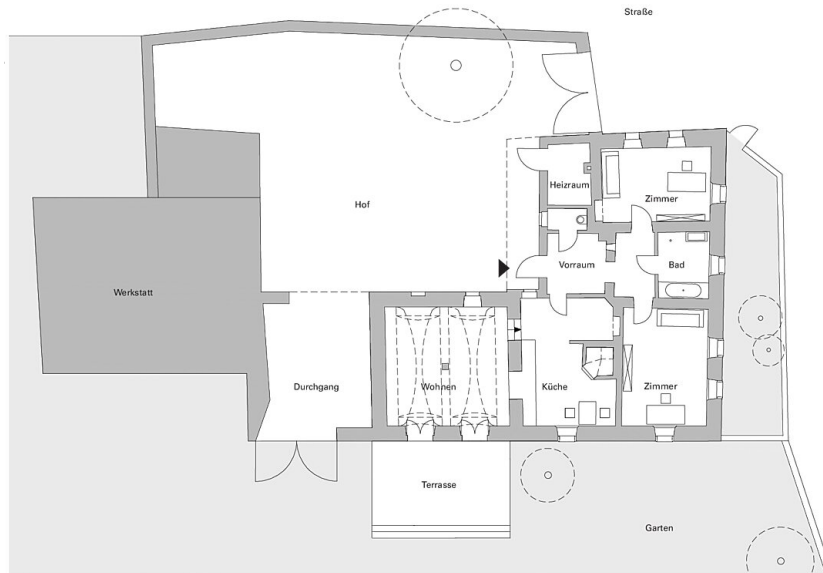 Straße
Heizraum
Zimmer
Hof
Vorraum
Bad
Werkstatt
Durchgang
Wohnen
Küche
Zimmer
Terrasse
Garten